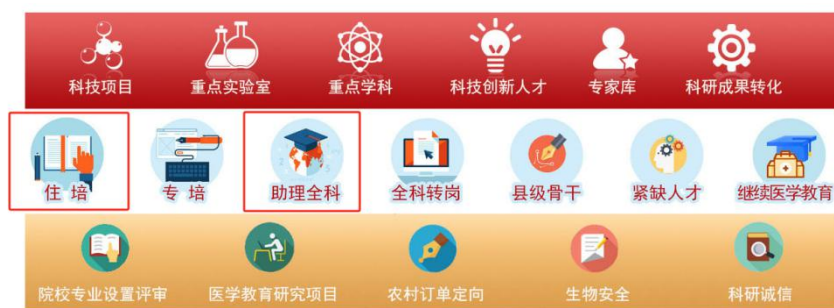 科技项目 重点实验室 重点学科 科技创新人才 专家库 科研成果转化
住 培 专 培 助理全科 全科转岗 县级骨干 紧缺人才 继续医学教育
院校专业设置评审 医学教育研究项目 农村订单定向 生物安全 科研诚信